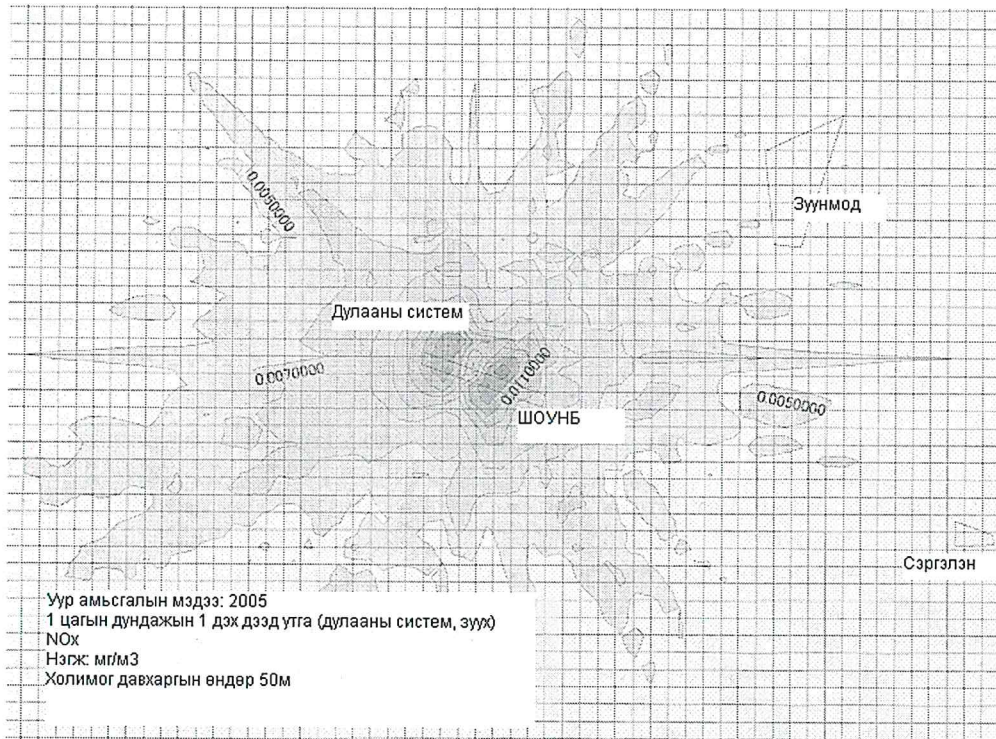 0.0050000
Зуунмод
Дулааны систем
0.0070000
0.0110000
ШОУНБ
0.0050000
Сэргэлэн
Уур амьсгалын мэдээ: 2005
1 цагын дундажын 1 дэх дээд утга (дулааны систем, зуух)
NOx
Нэгж: мг/м3
Холимог давхаргын өндөр 50м